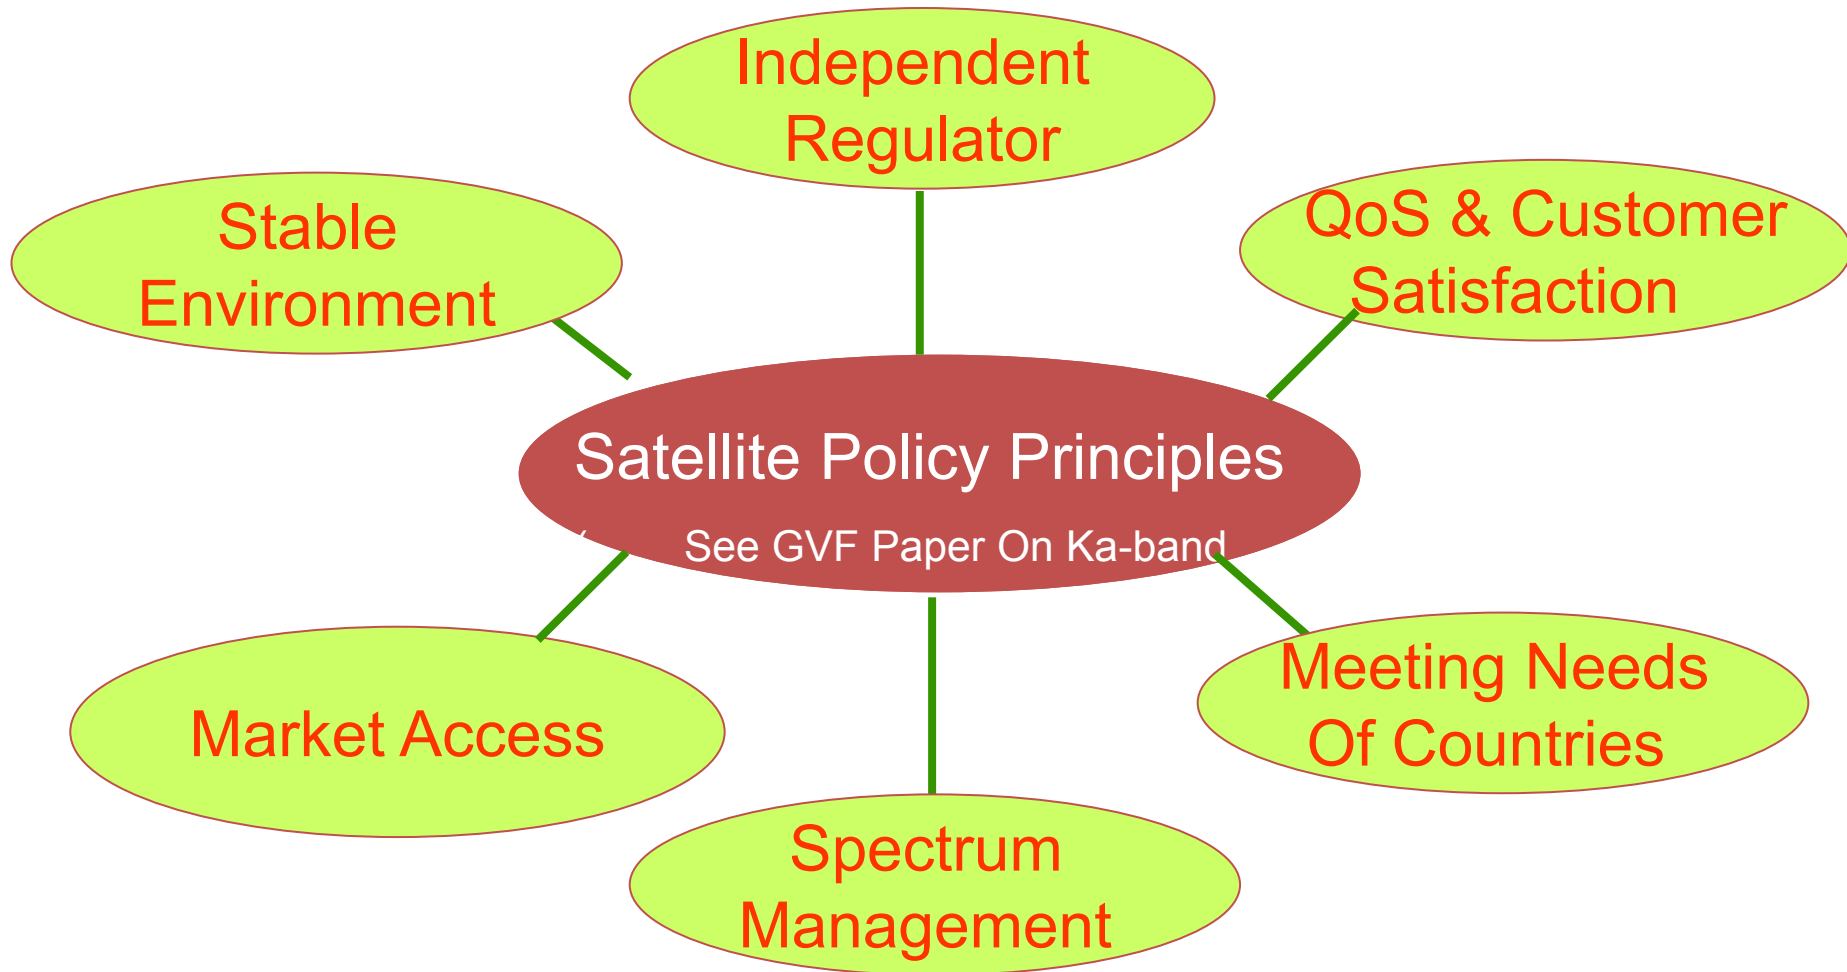 Independent
Regulator
Stable
Environment
QoS & Customer
Satisfaction
Satellite Policy Principles
See GVF Paper On Ka-band
Market Access
Meeting Needs
Of Countries
Spectrum
Management